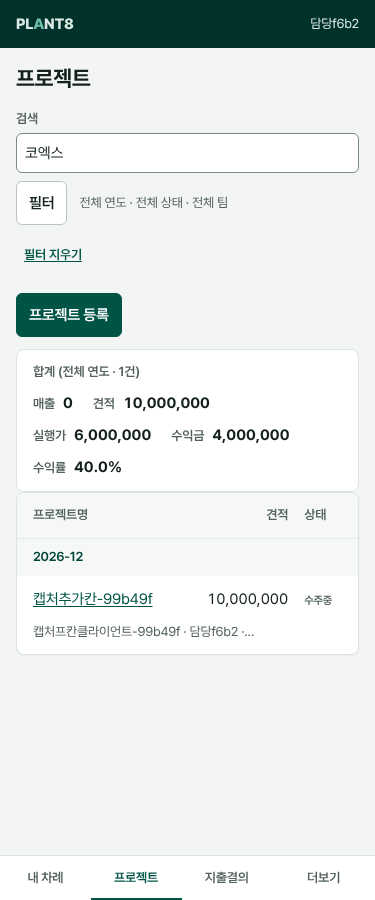 PLANT8 담당f6b2
프로젝트
검색
코엑스
필터 전체 연도 · 전체 상태 · 전체 팀
필터 지우기
프로젝트 등록
합계 (전체 연도 · 1건)
매출 0 견적 10,000,000
실행가 6,000,000 수익금 4,000,000
수익률 40.0%
프로젝트명 견적 상태
2026-12
캡처추가칸-99b49f 10,000,000 수주중
캡처프칸클라이언트-99b49f · 담당f6b2 ·...
내 차례 프로젝트 지출결의 더보기